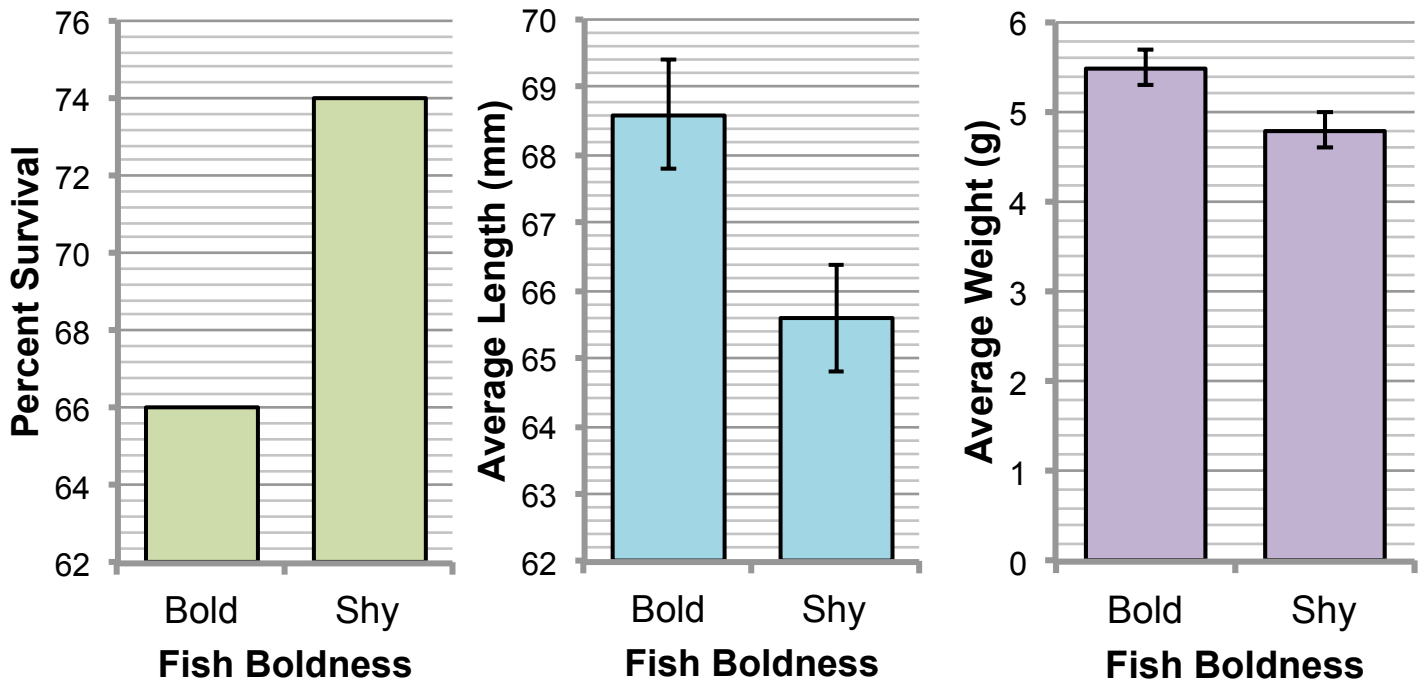 Percent Survival
76
74
72
70
68
66
64
62
Bold Shy
Fish Boldness
Average Length (mm)
70
69
68
67
66
65
64
63
62
Bold Shy
Fish Boldness
Average Weight (g)
6
5
4
3
2
1
0
Bold Shy
Fish Boldness